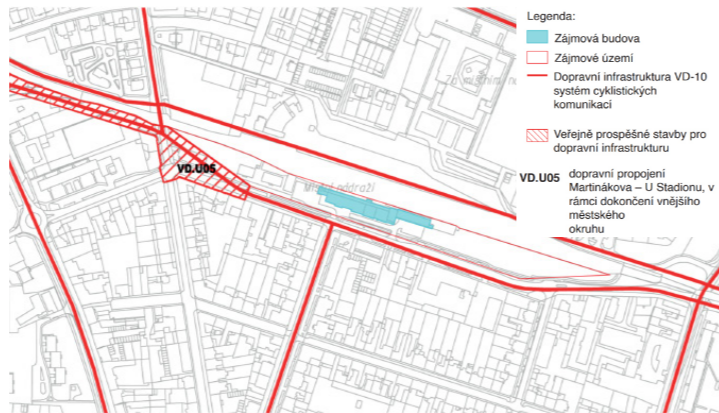 Legenda:
Zájmová budova
Zájmové území
Dopravní infrastruktura VD-10
systém cyklistických
komunikací
Veřejně prospěšné stavby pro
dopravní infrastrukturu
VD.U05 dopravní propojení
Martinákova – U Stadionu, v
rámci dokončení vnějšího
městského
okruhu
VD.U05